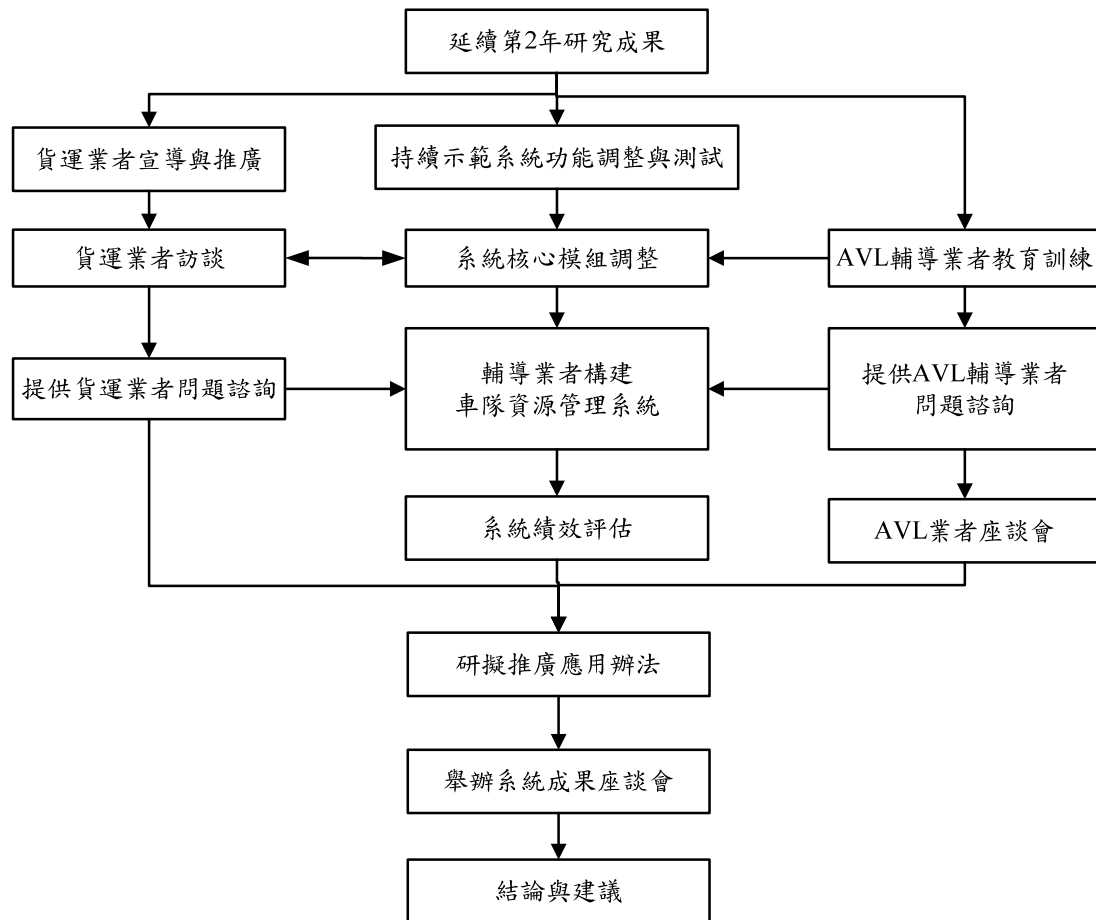 延續第2年研究成果
貨運業者宣導與推廣
持續示範系統功能調整與測試
貨運業者訪談
系統核心模組調整
AVL輔導業者教育訓練
提供貨運業者問題諮詢
輔導業者構建
車隊資源管理系統
提供AVL輔導業者
問題諮詢
系統績效評估
AVL業者座談會
研擬推廣應用辦法
舉辦系統成果座談會
結論與建議